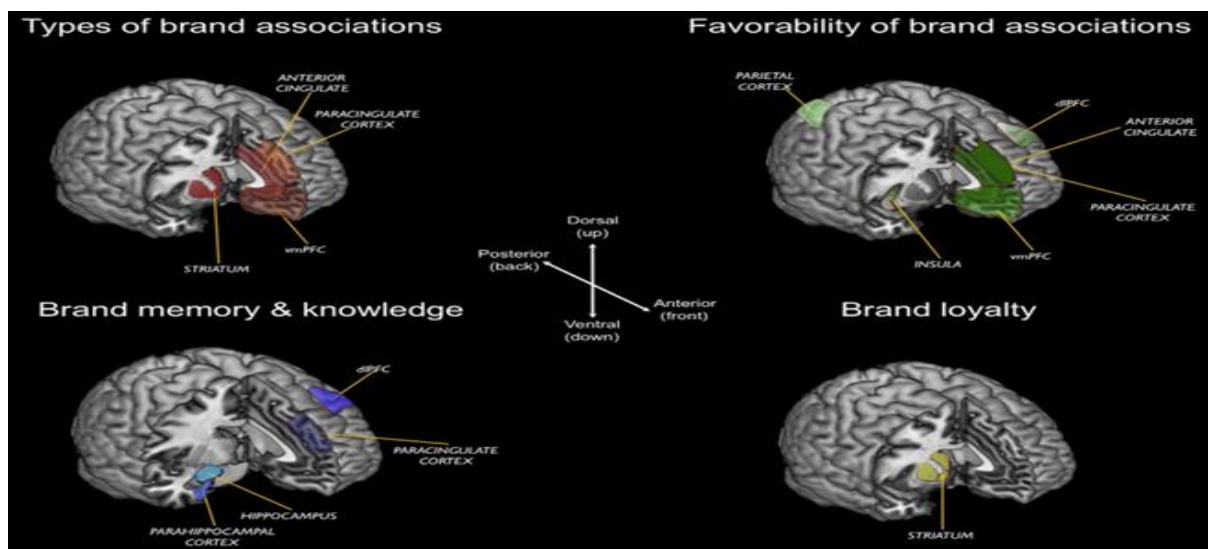 Types of brand associations
ANTERIOR
CINGULATE
PARACINGULATE
CORTEX
vmPFC
STRIATUM
Favorability of brand associations
PARIETAL
CORTEX
dlPFC
ANTERIOR
CINGULATE
PARACINGULATE
CORTEX
vmPFC
INSULA
Dorsal
(up)
Posterior
(back)
Anterior
(front)
Ventral
(down)
Brand memory & knowledge
dlPFC
PARACINGULATE
CORTEX
HIPPOCAMPUS
PARAHIPPOCAMPAL
CORTEX
Brand loyalty
STRIATUM